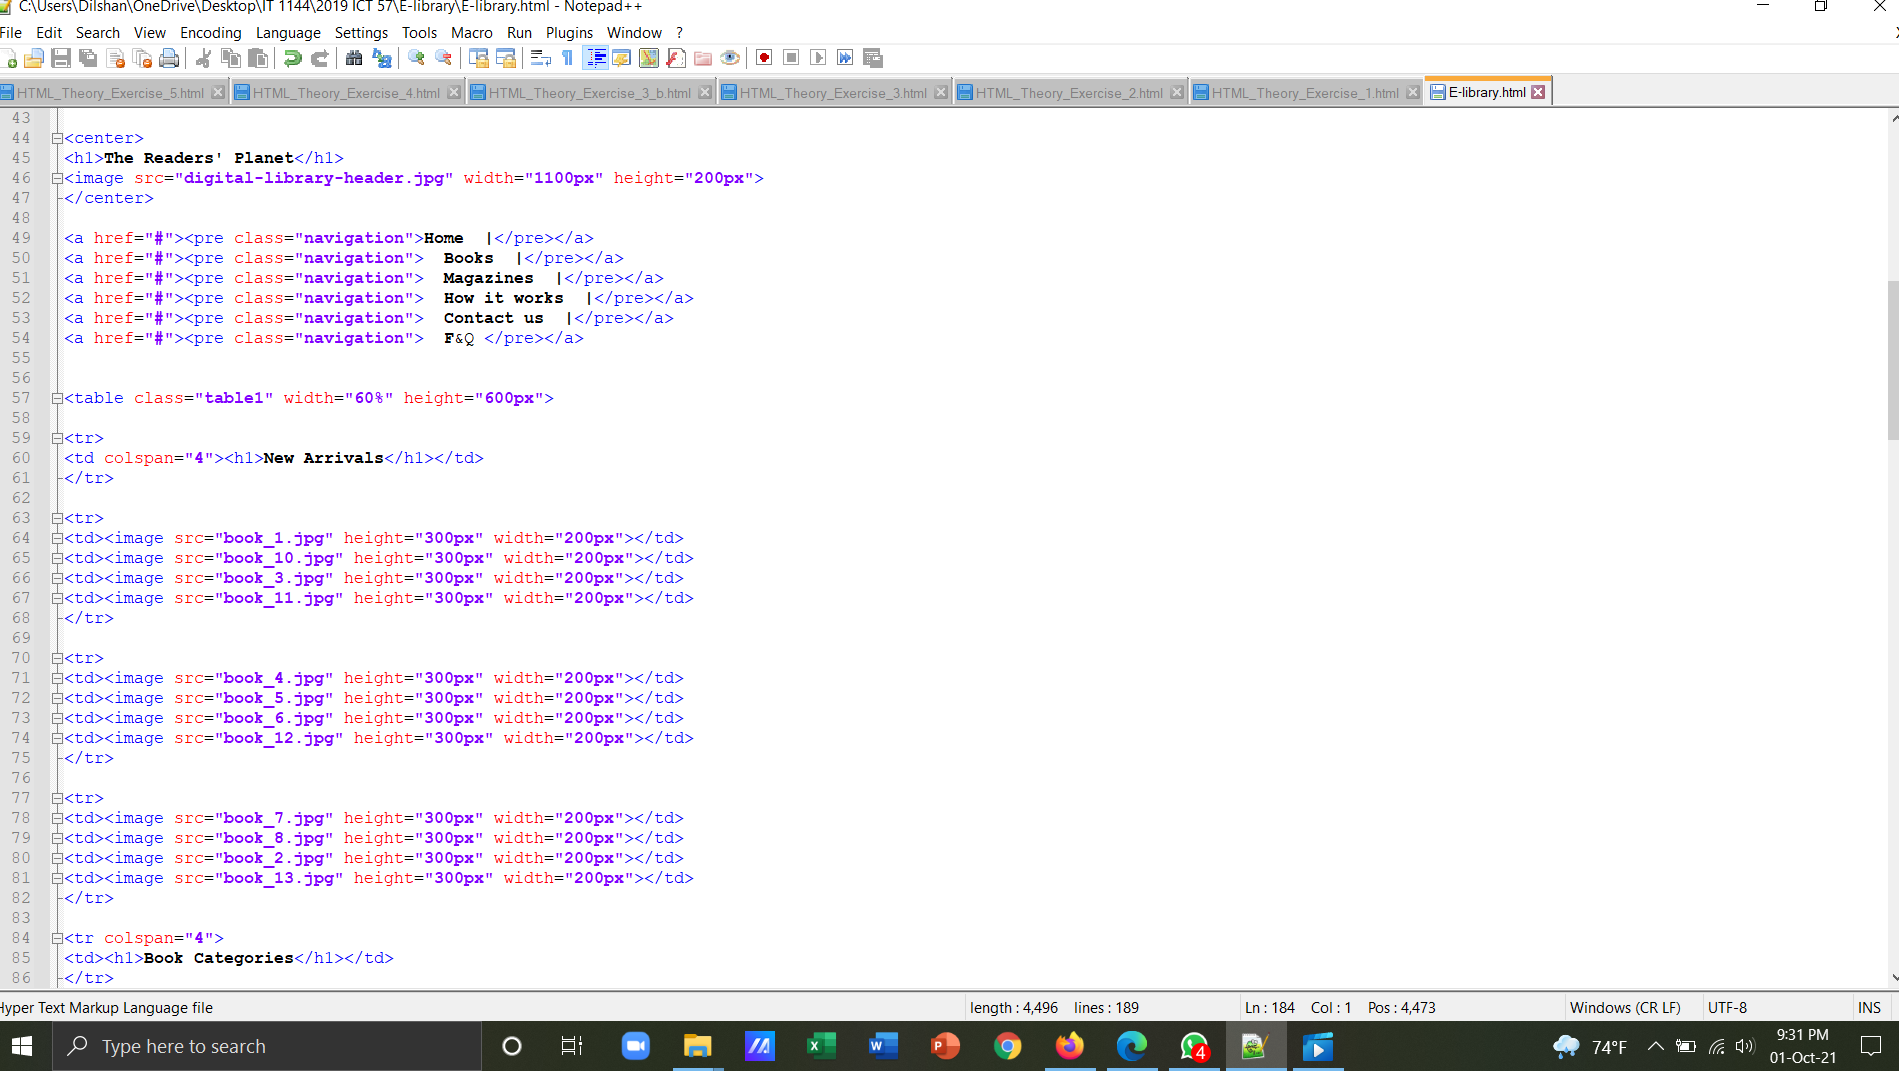 C:\Users\Dilshan\OneDrive\Desktop\IT 1144\2019 ICT 57\E-library\E-library.html - Notepad++
File Edit Search View Encoding Language Settings Tools Macro Run Plugins Window ?
HTML_Theory_Exercise_5.html HTML_Theory_Exercise_4.html HTML_Theory_Exercise_3_b.html HTML_Theory_Exercise_3.html HTML_Theory_Exercise_2.html HTML_Theory_Exercise_1.html E-library.html
43
44 <center>
45 <h1>The Readers' Planet</h1>
46 <image src="digital-library-header.jpg" width="1100px" height="200px">
47 </center>
48
49 <a href="#"><pre class="navigation">Home  |</pre></a>
50 <a href="#"><pre class="navigation">  Books  |</pre></a>
51 <a href="#"><pre class="navigation">  Magazines  |</pre></a>
52 <a href="#"><pre class="navigation">  How it works  |</pre></a>
53 <a href="#"><pre class="navigation">  Contact us  |</pre></a>
54 <a href="#"><pre class="navigation">  F&Q </pre></a>
55
56
57 <table class="table1" width="60%" height="600px">
58
59 <tr>
60 <td colspan="4"><h1>New Arrivals</h1></td>
61 </tr>
62
63 <tr>
64 <td><image src="book_1.jpg" height="300px" width="200px"></td>
65 <td><image src="book_10.jpg" height="300px" width="200px"></td>
66 <td><image src="book_3.jpg" height="300px" width="200px"></td>
67 <td><image src="book_11.jpg" height="300px" width="200px"></td>
68 </tr>
69
70 <tr>
71 <td><image src="book_4.jpg" height="300px" width="200px"></td>
72 <td><image src="book_5.jpg" height="300px" width="200px"></td>
73 <td><image src="book_6.jpg" height="300px" width="200px"></td>
74 <td><image src="book_12.jpg" height="300px" width="200px"></td>
75 </tr>
76
77 <tr>
78 <td><image src="book_7.jpg" height="300px" width="200px"></td>
79 <td><image src="book_8.jpg" height="300px" width="200px"></td>
80 <td><image src="book_2.jpg" height="300px" width="200px"></td>
81 <td><image src="book_13.jpg" height="300px" width="200px"></td>
82 </tr>
83
84 <tr colspan="4">
85 <td><h1>Book Categories</h1></td>
86 </tr>
Hyper Text Markup Language file length : 4,496 lines : 189 Ln : 184 Col : 1 Pos : 4,473 Windows (CR LF) UTF-8 INS
Type here to search 4 74°F 9:31 PM
01-Oct-21